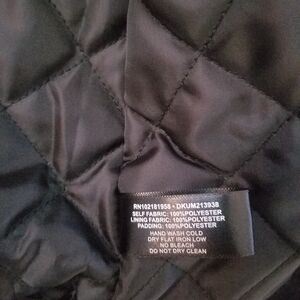 RN102181958 • DKUM213938
SELF FABRIC: 100%POLYESTER
LINING FABRIC: 100%POLYESTER
PADDING: 100%POLYESTER
HAND WASH COLD
DRY FLAT IRON LOW
NO BLEACH
DO NOT DRY CLEAN